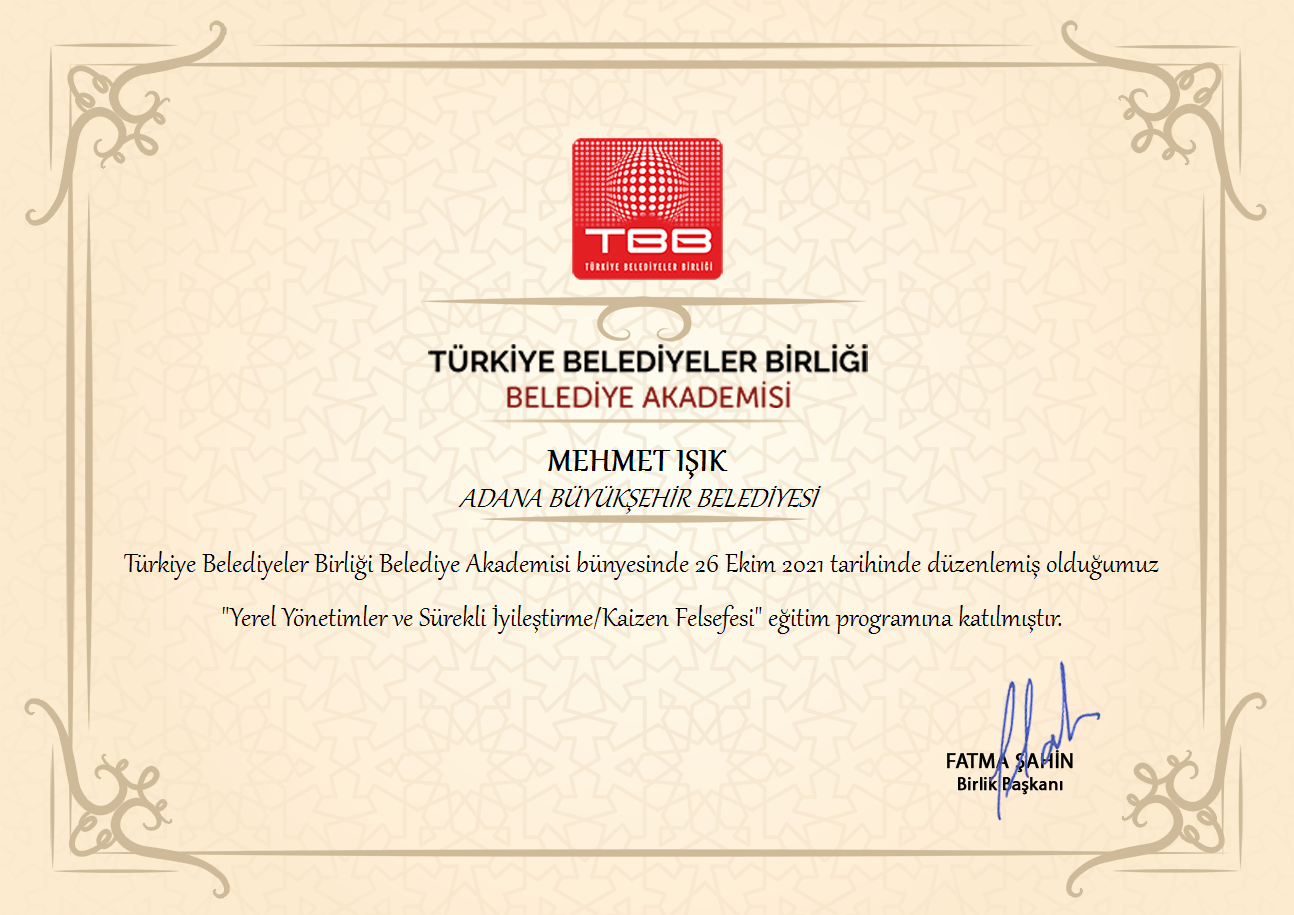 TBB
TÜRKİYE BELEDİYELER BİRLİĞİ
TÜRKİYE BELEDİYELER BİRLİĞİ
BELEDİYE AKADEMİSİ
MEHMET IŞIK
ADANA BÜYÜKŞEHİR BELEDİYESİ
Türkiye Belediyeler Birliği Belediye Akademisi bünyesinde 26 Ekim 2021 tarihinde düzenlemiş olduğumuz
"Yerel Yönetimler ve Sürekli İyileştirme/Kaizen Felsefesi" eğitim programına katılmıştır.
FATMA ŞAHİN
Birlik Başkanı